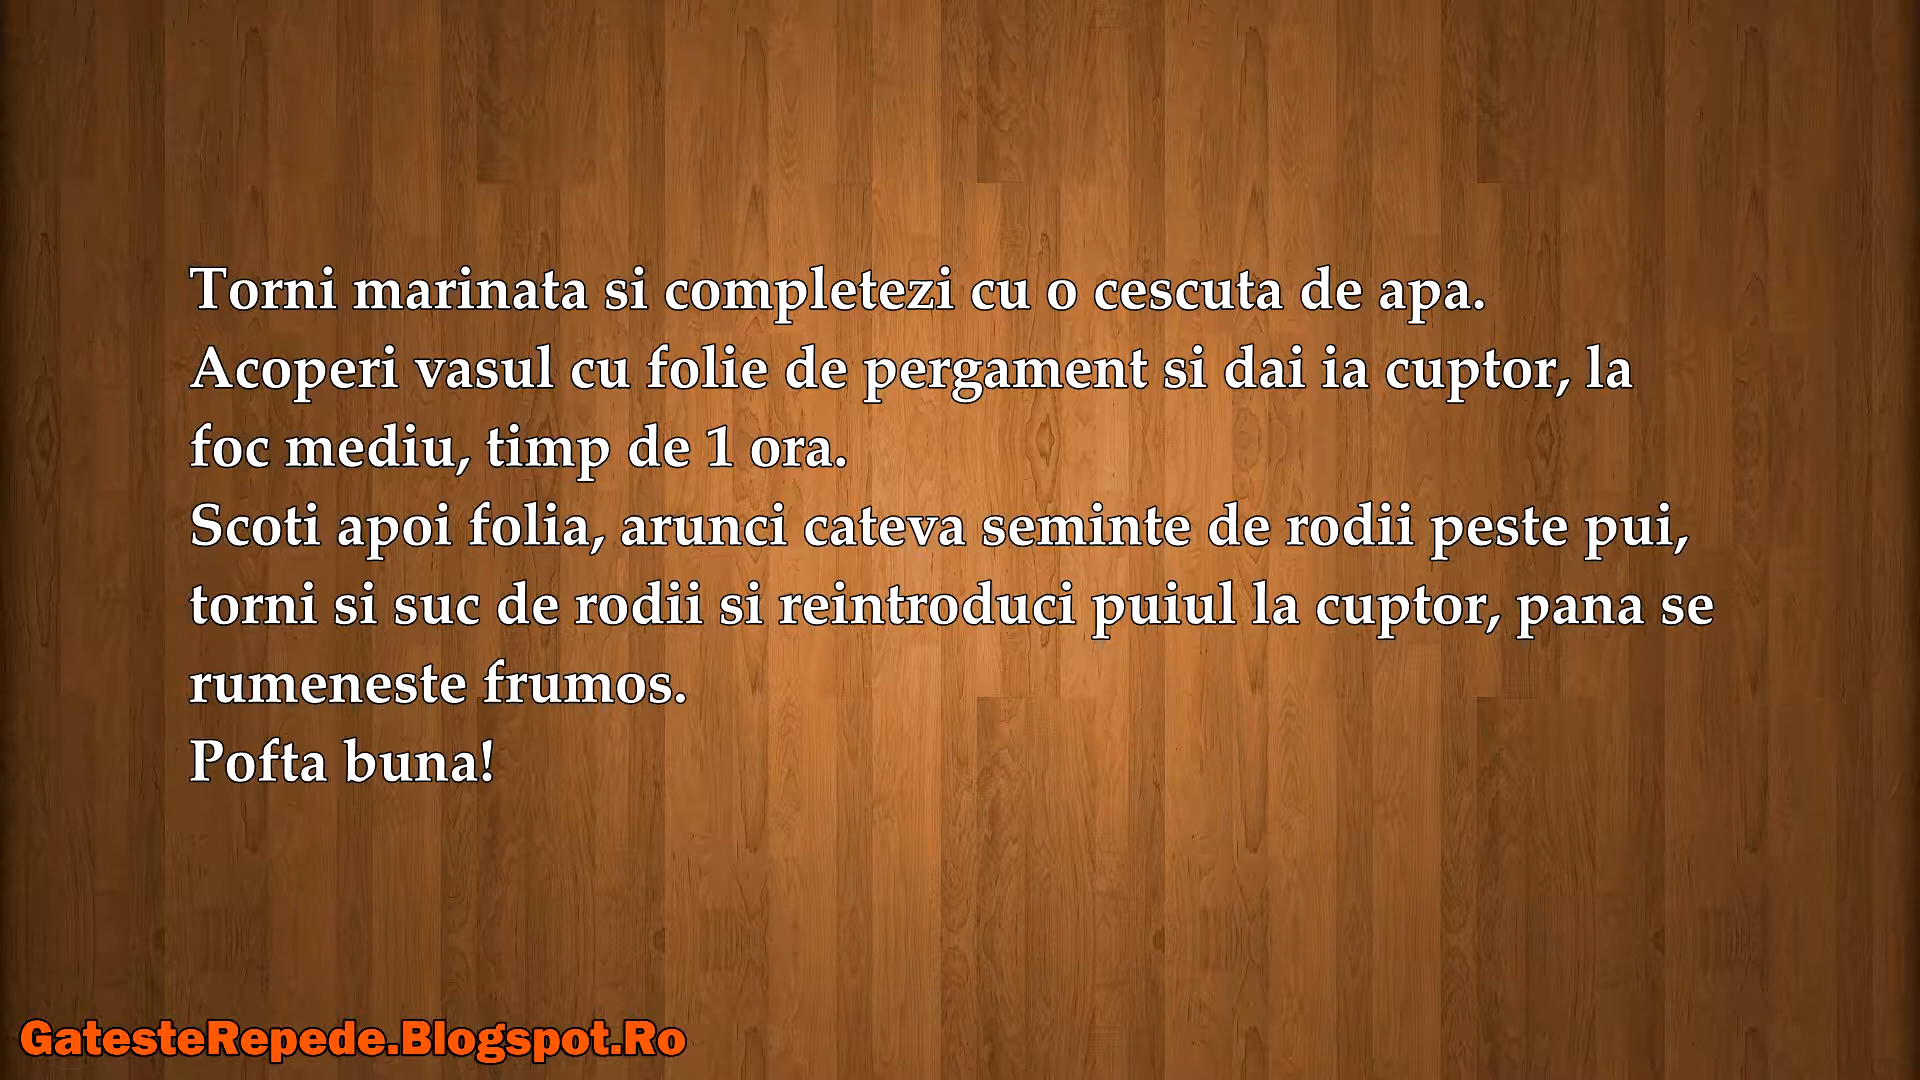 Torni marinata si completezi cu o cescuta de apa.
Acoperi vasul cu folie de pergament si dai ia cuptor, la
foc mediu, timp de 1 ora.
Scoti apoi folia, arunci cateva seminte de rodii peste pui,
torni si suc de rodii si reintroduci puiul la cuptor, pana se
rumeneste frumos.
Pofta buna!
GatesteRepede.Blogspot.Ro